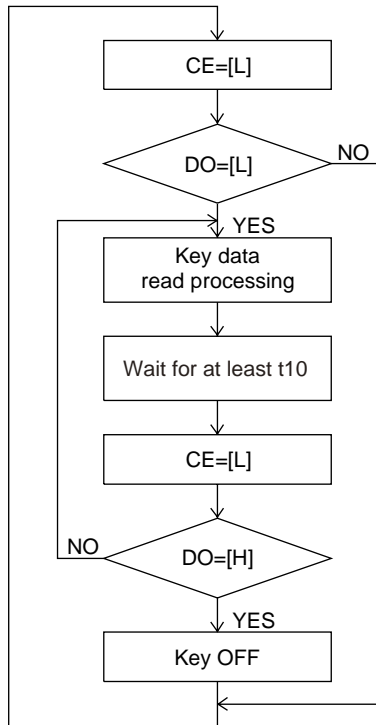 CE=[L]
DO=[L]
NO
YES
Key data
read processing
Wait for at least t10
CE=[L]
NO
DO=[H]
YES
Key OFF